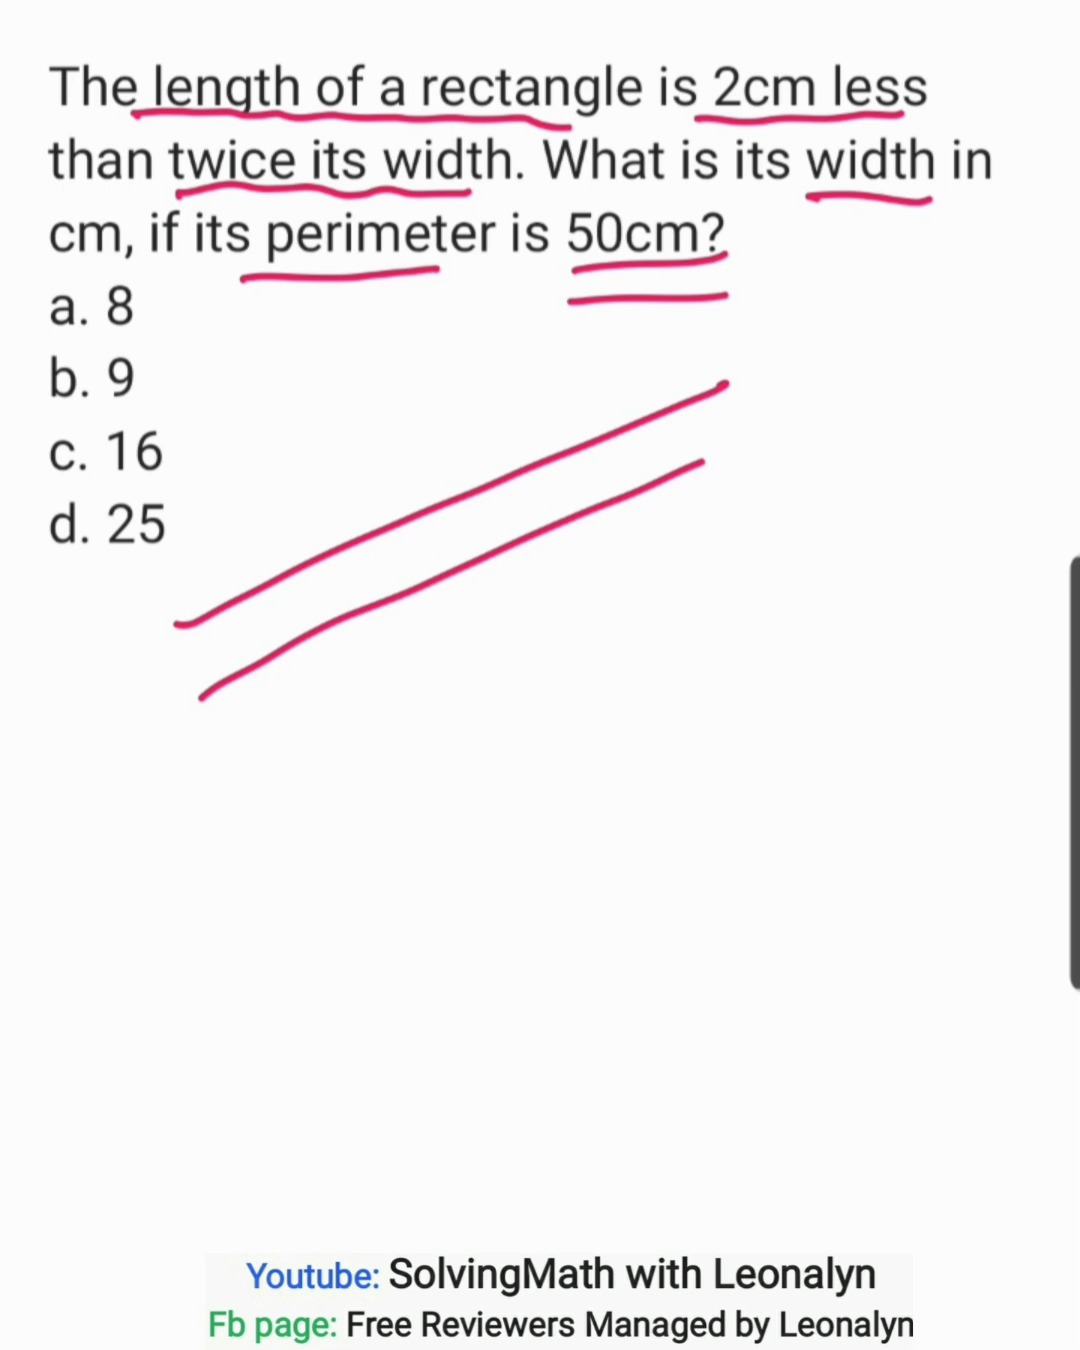 The length of a rectangle is 2cm less
than twice its width. What is its width in
cm, if its perimeter is 50cm?
a. 8
b. 9
c. 16
d. 25
Youtube: SolvingMath with Leonalyn
Fb page: Free Reviewers Managed by Leonalyn